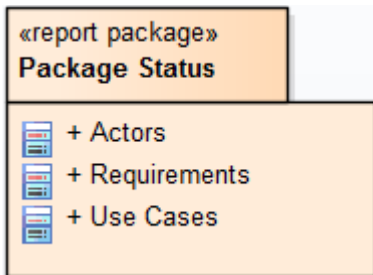 «report package»
Package Status
+ Actors
+ Requirements
+ Use Cases